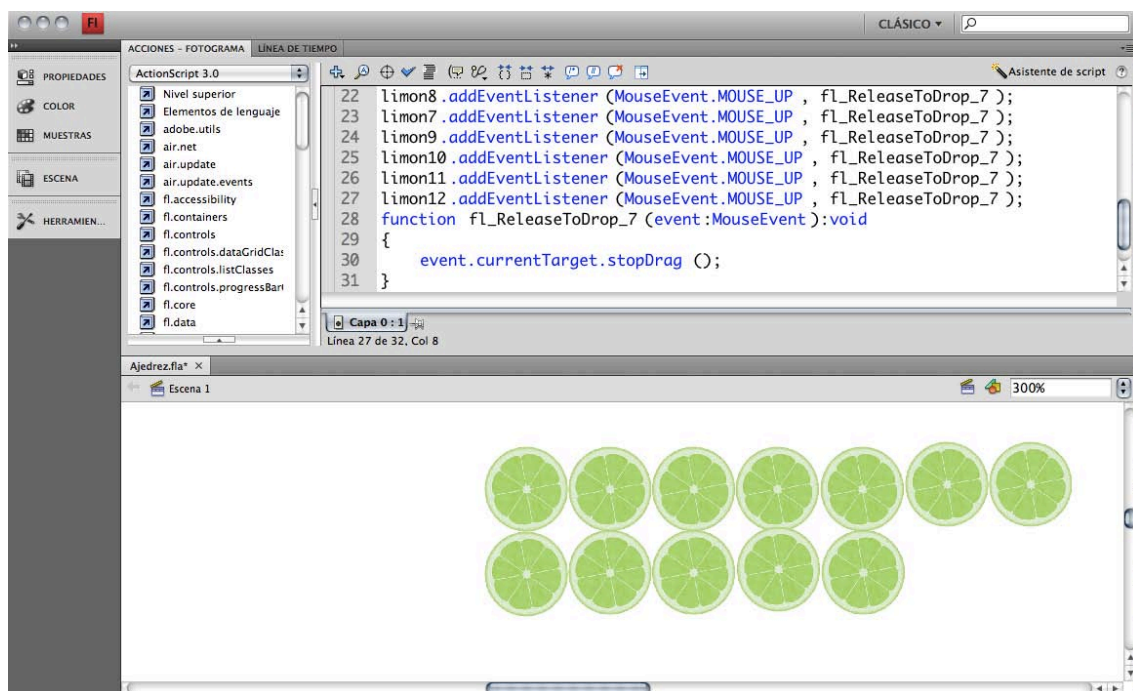 Fl
CLÁSICO
ACCIONES - FOTOGRAMA LÍNEA DE TIEMPO
PROPIEDADES
COLOR
MUESTRAS
ESCENA
HERRAMIEN...
ActionScript 3.0
Nivel superior
Elementos de lenguaje
adobe.utils
air.net
air.update
air.update.events
fl.accessibility
fl.containers
fl.controls
fl.controls.dataGridClas
fl.controls.listClasses
fl.controls.progressBar
fl.core
fl.data
Asistente de script
22 limon8.addEventListener (MouseEvent.MOUSE_UP , fl_ReleaseToDrop_7 );
23 limon7.addEventListener (MouseEvent.MOUSE_UP , fl_ReleaseToDrop_7 );
24 limon9.addEventListener (MouseEvent.MOUSE_UP , fl_ReleaseToDrop_7 );
25 limon10.addEventListener (MouseEvent.MOUSE_UP , fl_ReleaseToDrop_7 );
26 limon11.addEventListener (MouseEvent.MOUSE_UP , fl_ReleaseToDrop_7 );
27 limon12.addEventListener (MouseEvent.MOUSE_UP , fl_ReleaseToDrop_7 );
28 function fl_ReleaseToDrop_7 (event:MouseEvent):void
29 {
30 event.currentTarget.stopDrag ();
31 }
Capa 0 : 1
Línea 27 de 32, Col 8
Ajedrez.fla* ×
Escena 1
300%